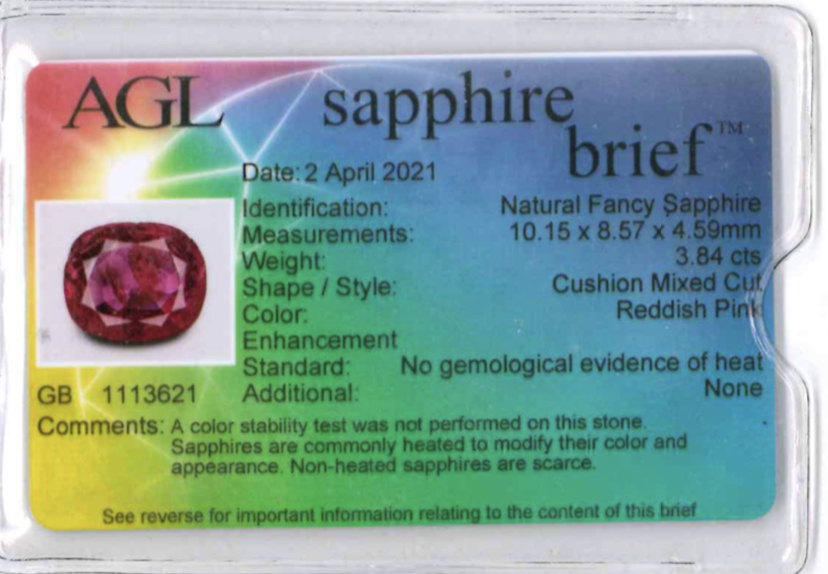 AGL sapphire
brief™
Date: 2 April 2021
Identification: Natural Fancy Sapphire
Measurements: 10.15 x 8.57 x 4.59mm
Weight: 3.84 cts
Shape / Style: Cushion Mixed Cut
Color: Reddish Pink
Enhancement
Standard: No gemological evidence of heat
GB 1113621 Additional: None
Comments: A color stability test was not performed on this stone.
Sapphires are commonly heated to modify their color and
appearance. Non-heated sapphires are scarce.
See reverse for important information relating to the content of this brief